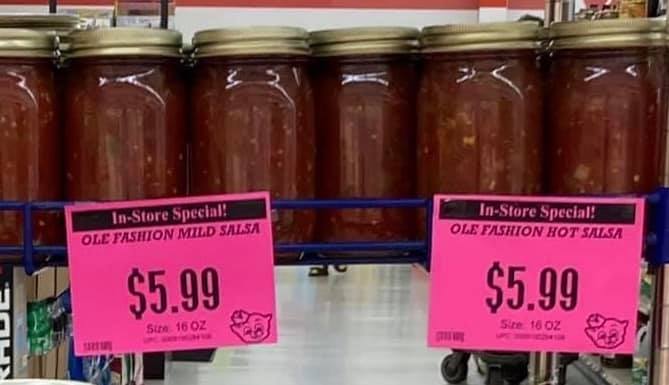 In-Store Special!
OLE FASHION MILD SALSA
$5.99
Size: 16 OZ
In-Store Special!
OLE FASHION HOT SALSA
$5.99
Size: 16 OZ